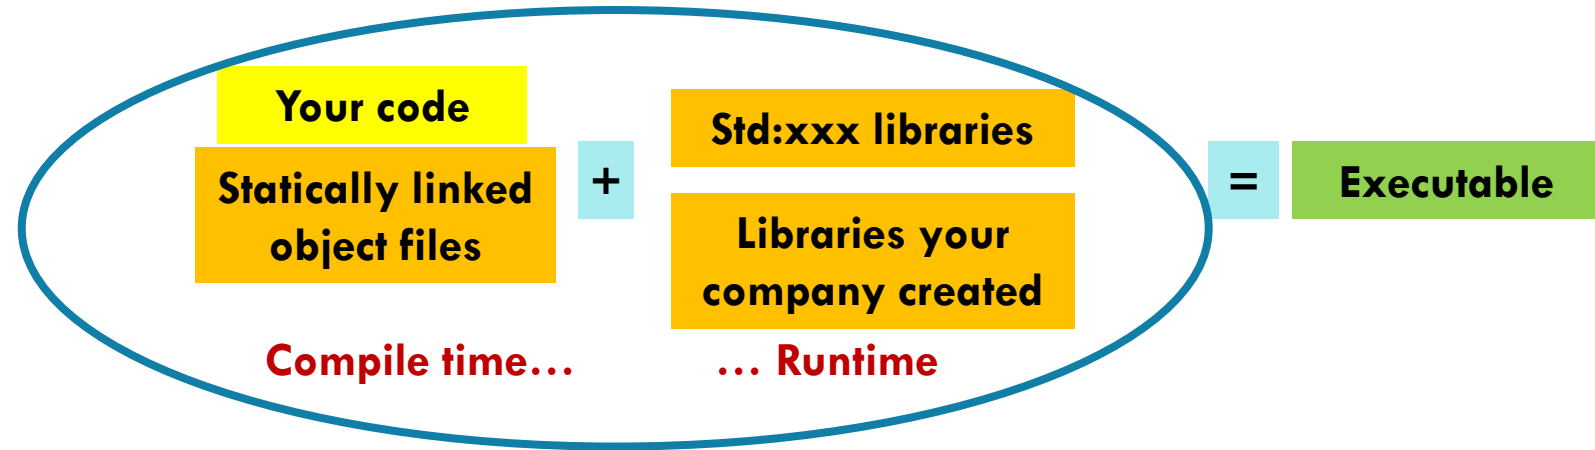 Your code
Statically linked
object files
+
Std:xxx libraries
Libraries your
company created
=
Executable
Compile time...
... Runtime